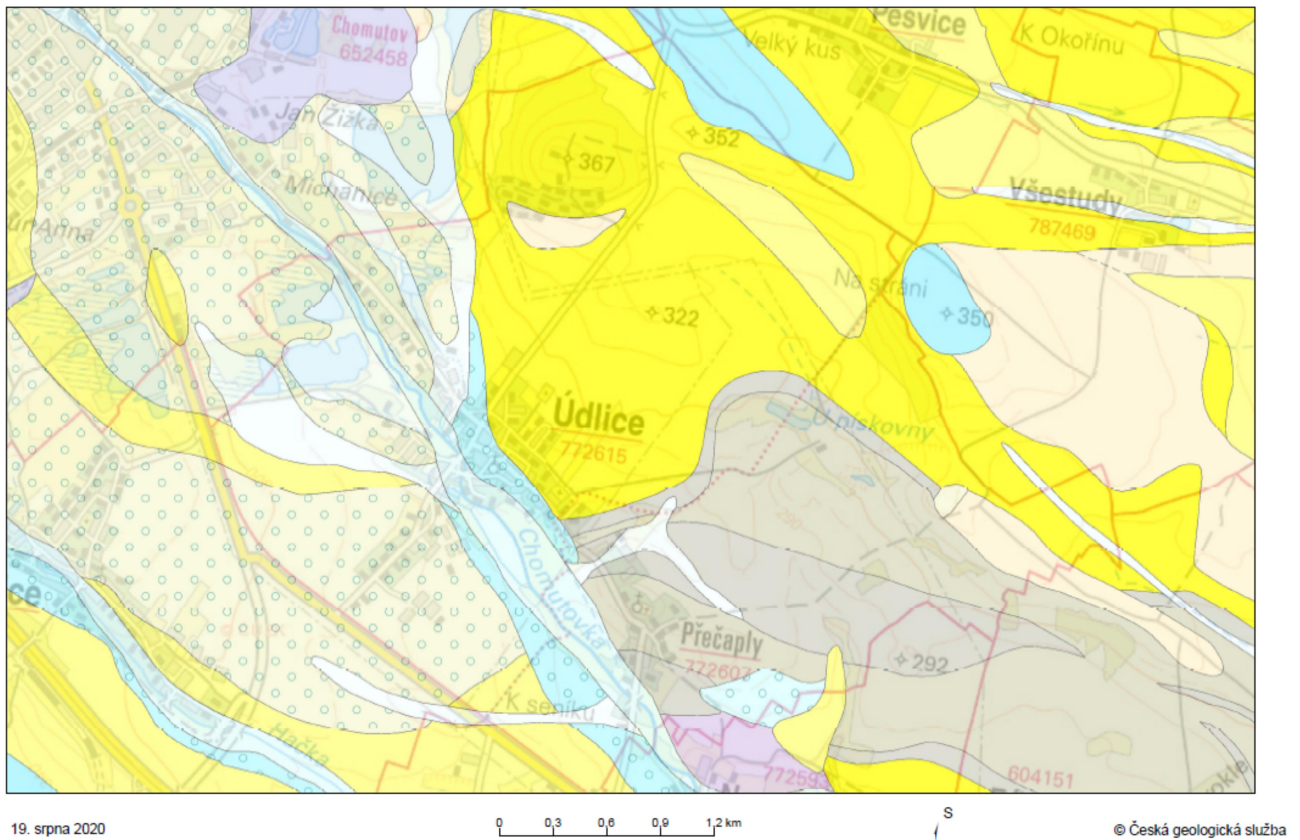 Pesvice
Chomutov
652458
Velký kus
K Okořínu
Jan Žižka
352
367
Michanice
Všestudy
787469
Anna
Na stráni
322
350
Údlice
772615
U pískovny
Chomutovka
ce
Přečaply
772607
292
K seníku
Hačka
77259
604151
19. srpna 2020
0 0,3 0,6 0,9 1,2 km
S
© Česká geologická služba